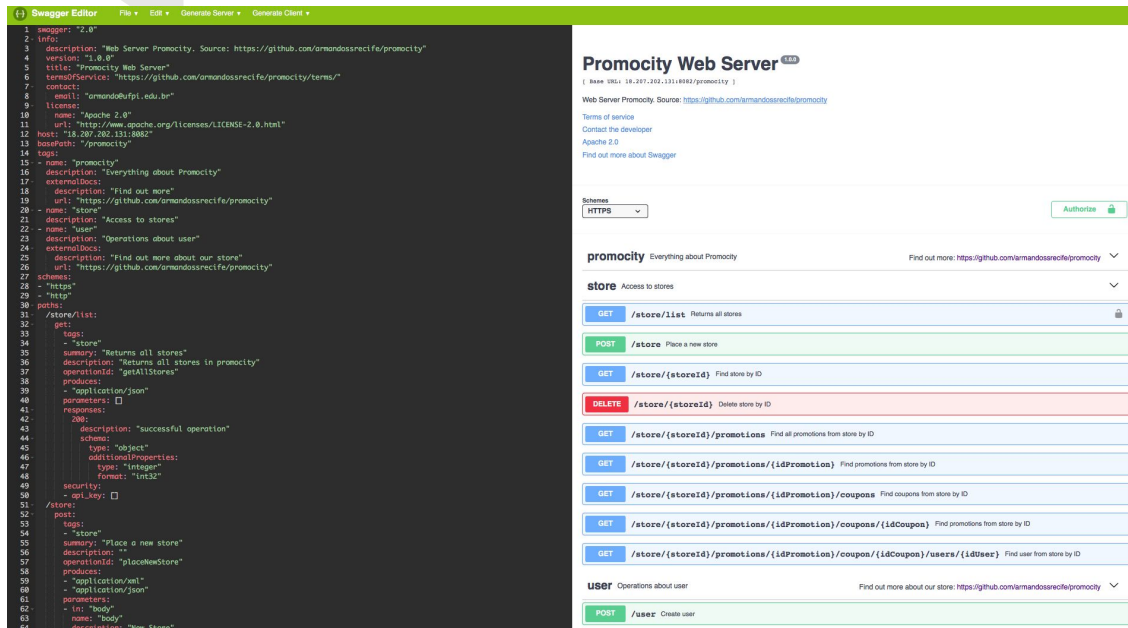 Swagger Editor File ▾ Edit ▾ Generate Server ▾ Generate Client ▾
1 swagger: "2.0"
2 info:
3 description: "Web Server Promocity. Source: https://github.com/armandossrecife/promocity"
4 version: "1.0.0"
5 title: "Promocity Web Server"
6 termsOfService: "https://github.com/armandossrecife/promocity/terms/"
7 contact:
8 email: "armando@ufpi.edu.br"
9 license:
10 name: "Apache 2.0"
11 url: "http://www.apache.org/licenses/LICENSE-2.0.html"
12 host: "18.207.202.131:8082"
13 basePath: "/promocity"
14 tags:
15 - name: "promocity"
16 description: "Everything about Promocity"
17 externalDocs:
18 description: "Find out more"
19 url: "https://github.com/armandossrecife/promocity"
20 - name: "store"
21 description: "Access to stores"
22 - name: "user"
23 description: "Operations about user"
24 externalDocs:
25 description: "Find out more about our store"
26 url: "https://github.com/armandossrecife/promocity"
27 schemes:
28 - "https"
29 - "http"
30 paths:
31 /store/list:
32 get:
33 tags:
34 - "store"
35 summary: "Returns all stores"
36 description: "Returns all stores in promocity"
37 operationId: "getAllStores"
38 produces:
39 - "application/json"
40 parameters: []
41 responses:
42 200:
43 description: "successful operation"
44 schema:
45 type: "object"
46 additionalProperties:
47 type: "integer"
48 format: "int32"
49 security:
50 - api_key: []
51 /store:
52 post:
53 tags:
54 - "store"
55 summary: "Place a new store"
56 description: ""
57 operationId: "placeNewStore"
58 produces:
59 - "application/xml"
60 - "application/json"
61 parameters:
62 - in: "body"
63 name: "body"
64 description: "New Store"
Promocity Web Server 1.0.0
[ Base URL: 18.207.202.131:8082/promocity ]
Web Server Promocity. Source: https://github.com/armandossrecife/promocity
Terms of service
Contact the developer
Apache 2.0
Find out more about Swagger
Schemes
HTTPS
Authorize
promocity Everything about Promocity Find out more: https://github.com/armandossrecife/promocity
store Access to stores
GET /store/list Returns all stores
POST /store Place a new store
GET /store/{storeId} Find store by ID
DELETE /store/{storeId} Delete store by ID
GET /store/{storeId}/promotions Find all promotions from store by ID
GET /store/{storeId}/promotions/{idPromotion} Find promotions from store by ID
GET /store/{storeId}/promotions/{idPromotion}/coupons Find coupons from store by ID
GET /store/{storeId}/promotions/{idPromotion}/coupons/{idCoupon} Find promotions from store by ID
GET /store/{storeId}/promotions/{idPromotion}/coupon/{idCoupon}/users/{idUser} Find user from store by ID
user Operations about user Find out more about our store: https://github.com/armandossrecife/promocity
POST /user Create user